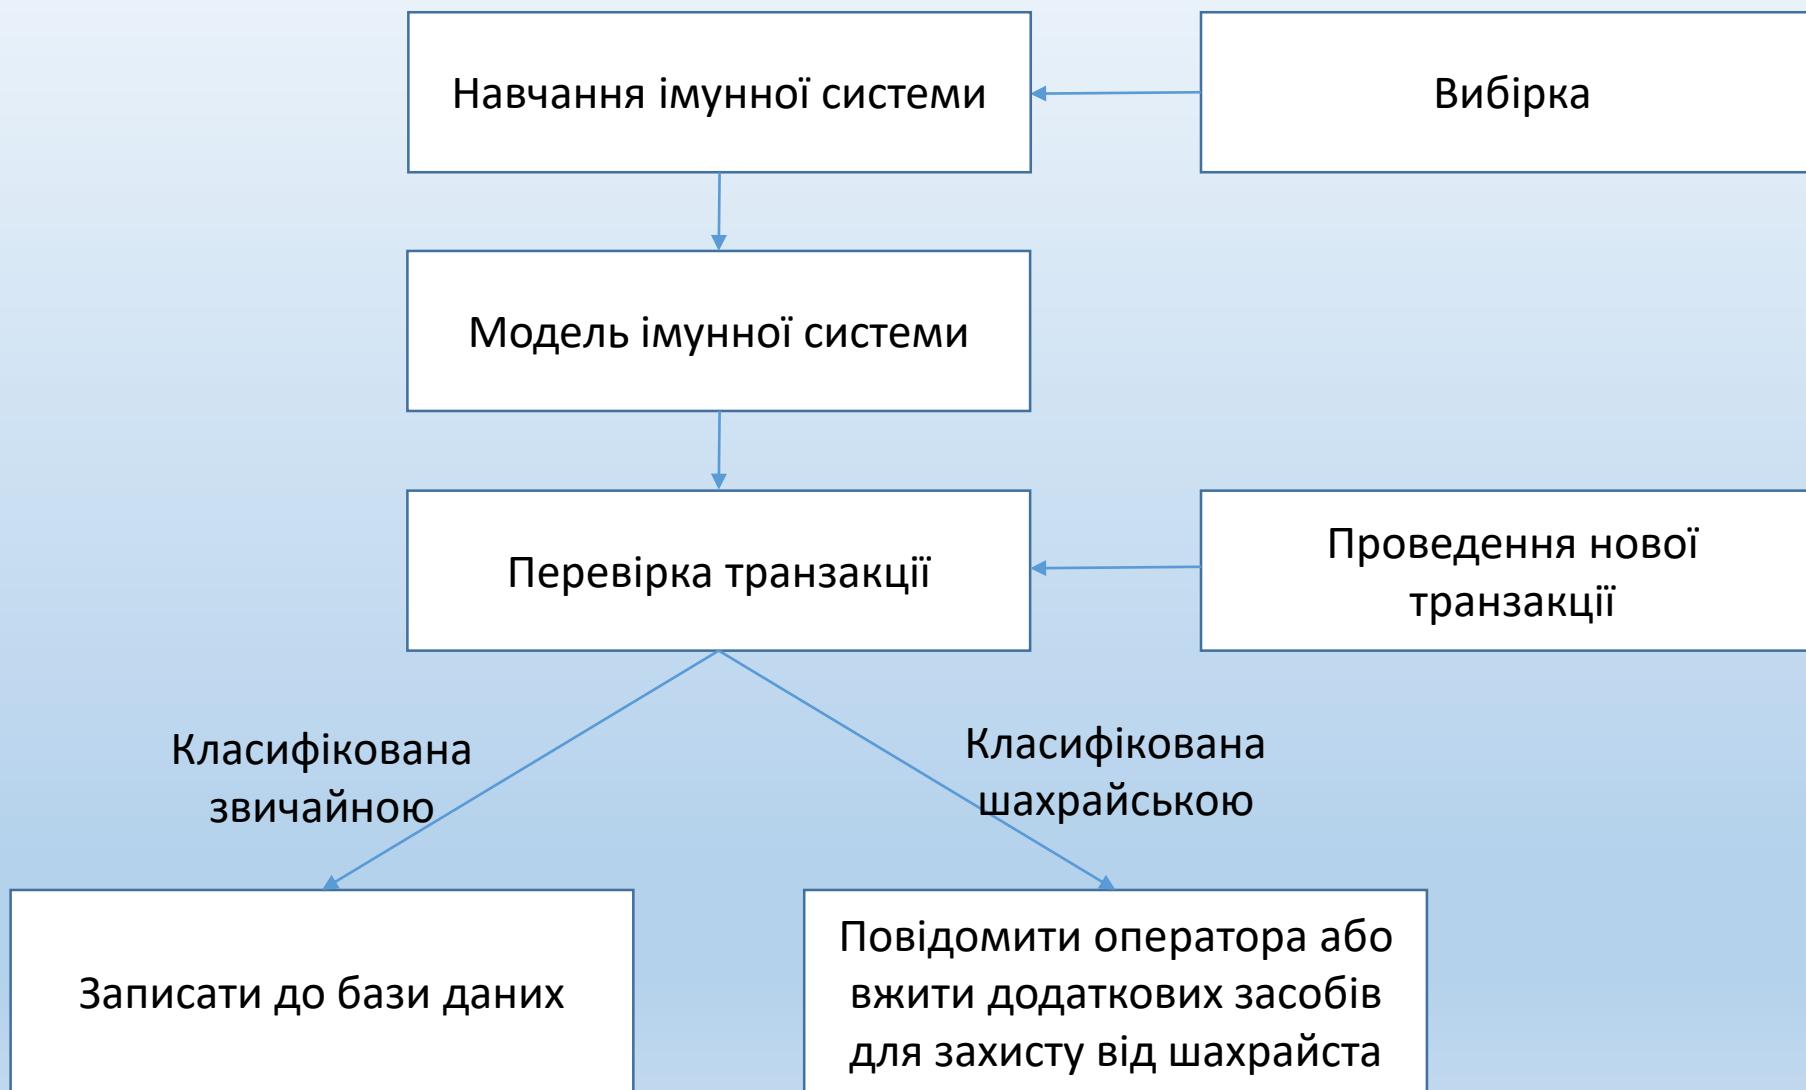 Навчання імунної системи
Вибірка
Модель імунної системи
Перевірка транзакції
Проведення нової
транзакції
Класифікована
звичайною
Класифікована
шахрайською
Записати до бази даних
Повідомити оператора або
вжити додаткових засобів
для захисту від шахрайста